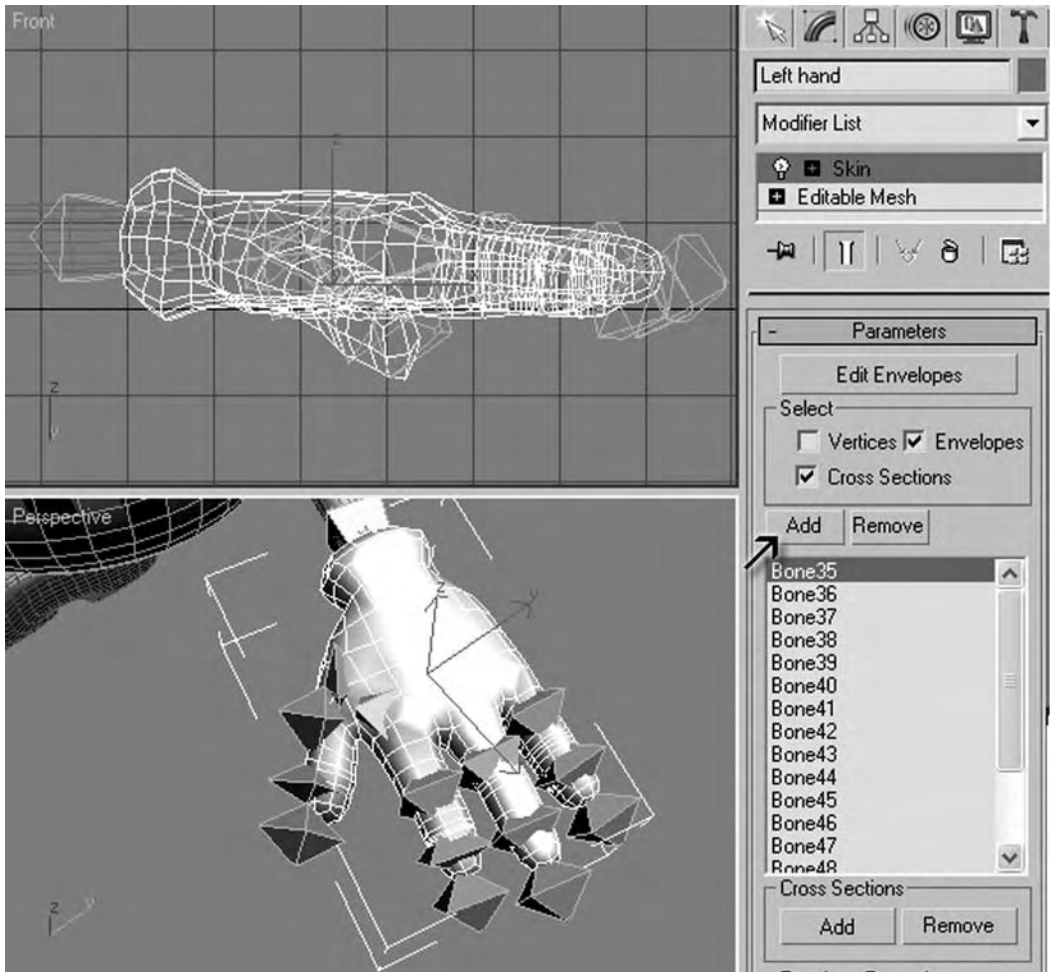 Front
z
x
z
y
Perspective
z
y
z
y
Left hand
Modifier List
Skin
Editable Mesh
- Parameters
Edit Envelopes
Select
Vertices Envelopes
Cross Sections
Add Remove
Bone35
Bone36
Bone37
Bone38
Bone39
Bone40
Bone41
Bone42
Bone43
Bone44
Bone45
Bone46
Bone47
Bone48
Cross Sections
Add Remove